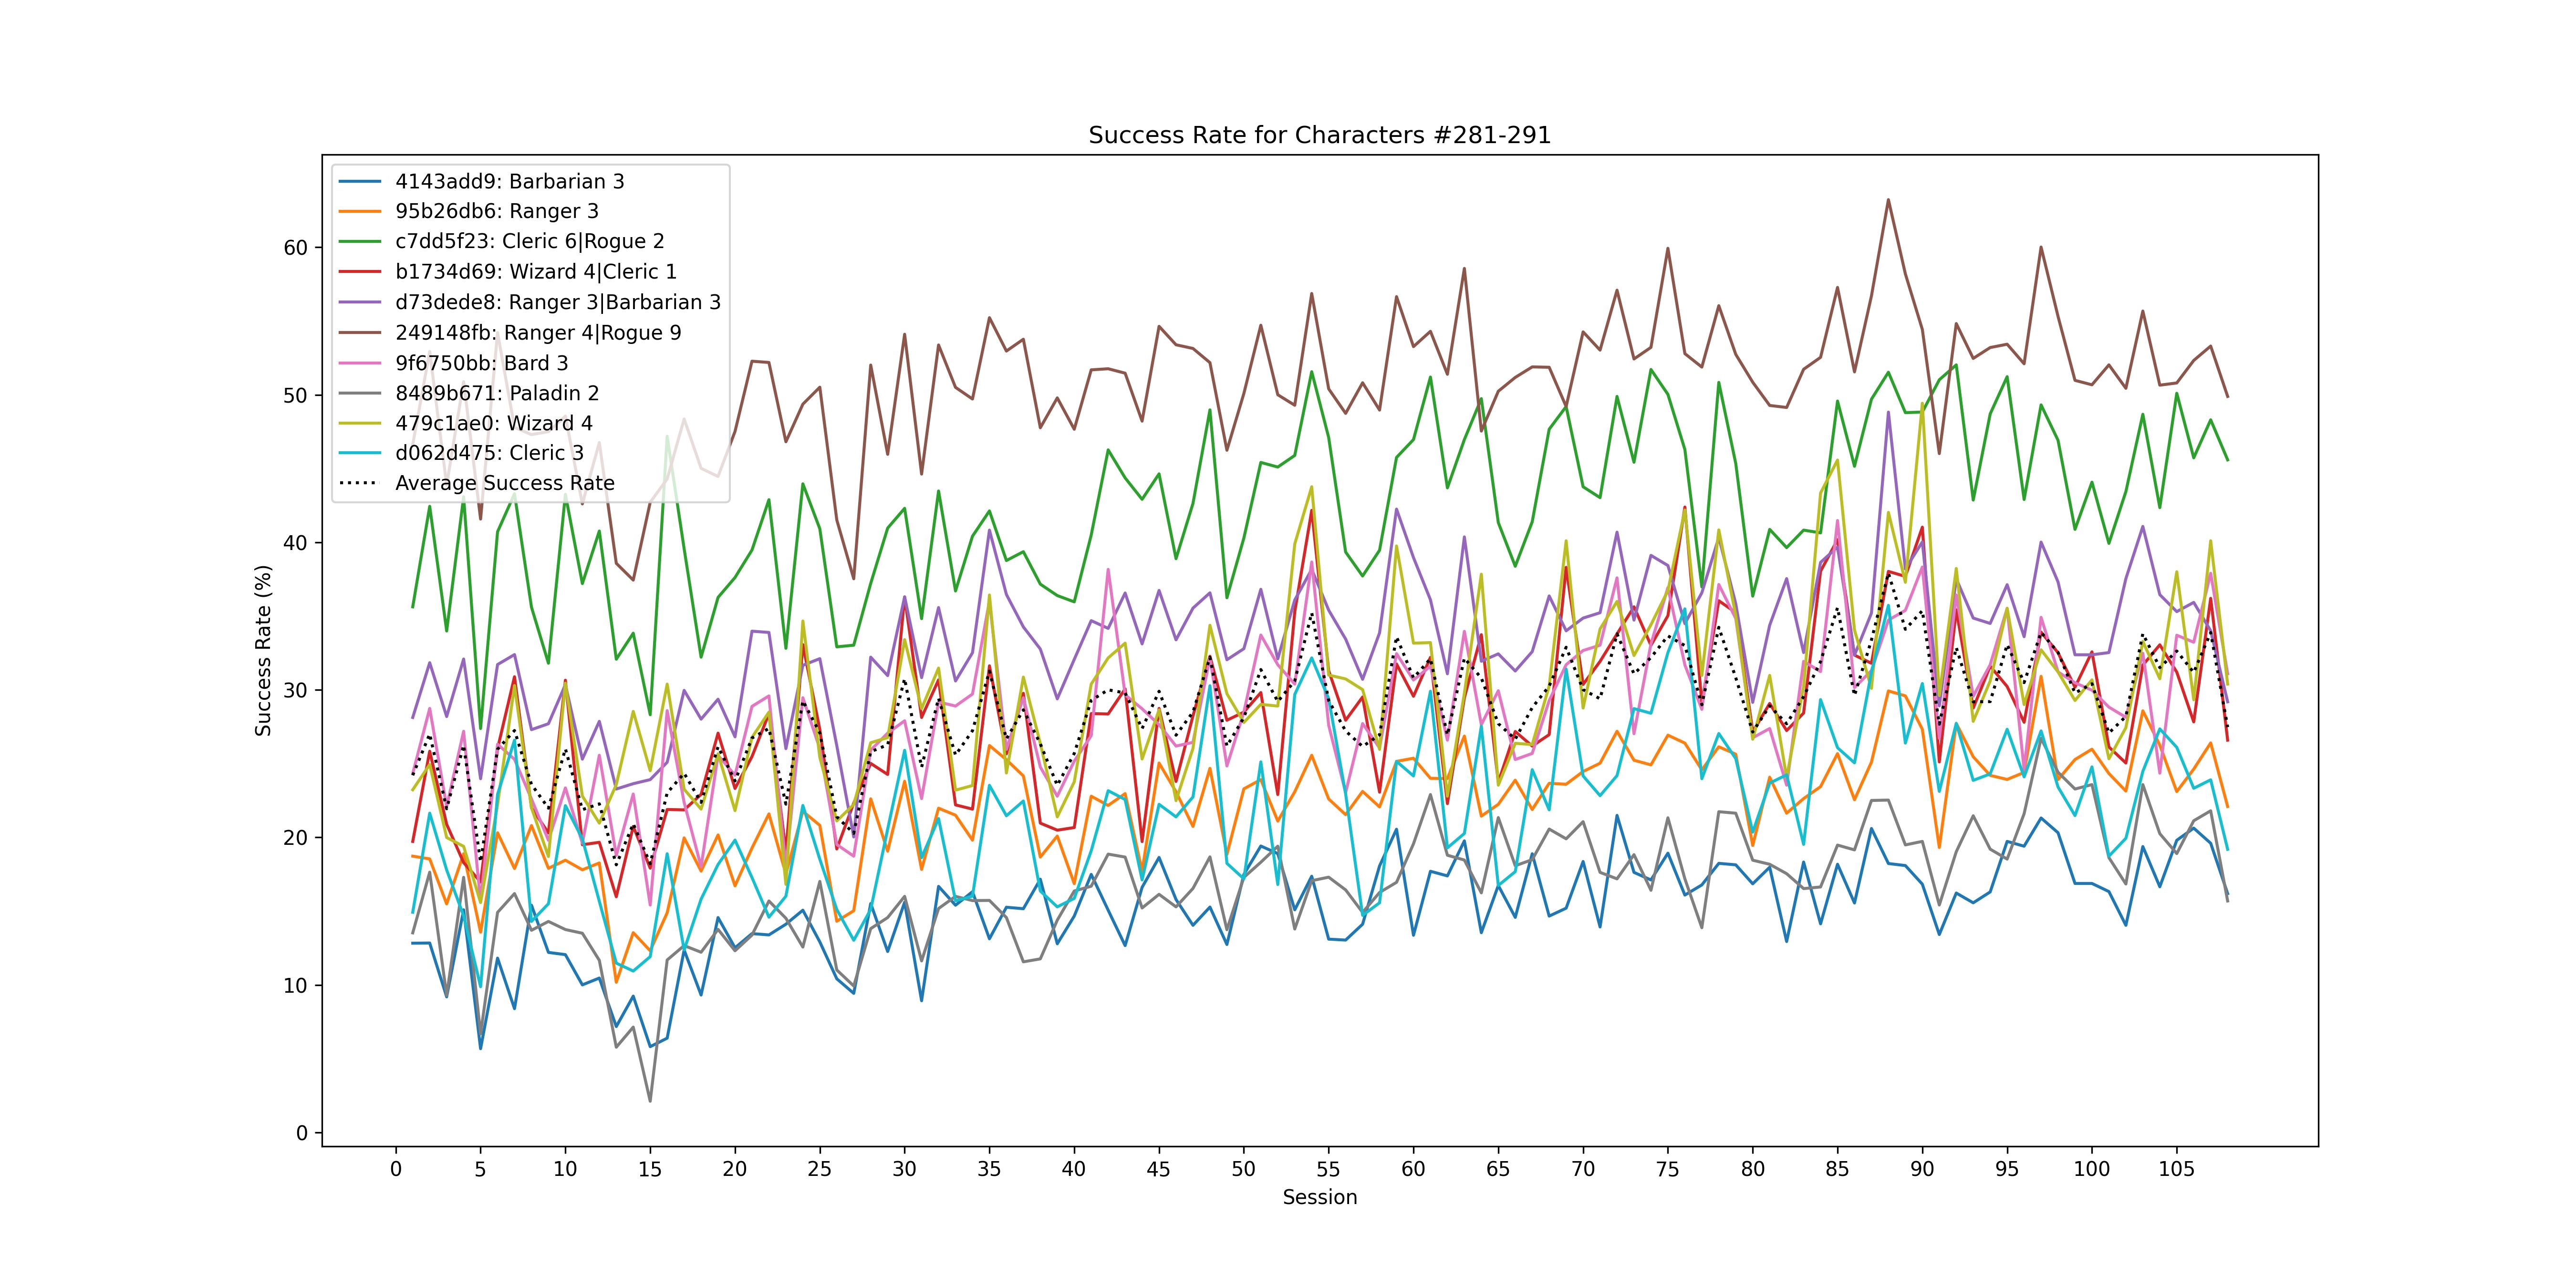 Success Rate for Characters #281-291
4143add9: Barbarian 3
95b26db6: Ranger 3
c7dd5f23: Cleric 6|Rogue 2
b1734d69: Wizard 4|Cleric 1
d73dede8: Ranger 3|Barbarian 3
249148fb: Ranger 4|Rogue 9
9f6750bb: Bard 3
8489b671: Paladin 2
479c1ae0: Wizard 4
d062d475: Cleric 3
Average Success Rate
Success Rate (%)
60
50
40
30
20
10
0
0 5 10 15 20 25 30 35 40 45 50 55 60 65 70 75 80 85 90 95 100 105
Session